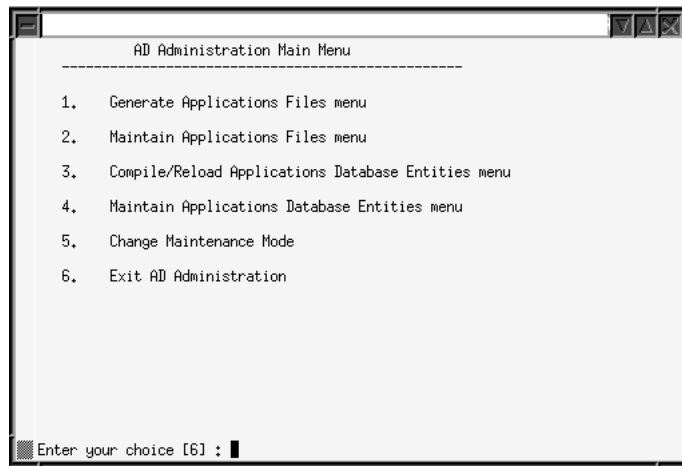 AD Administration Main Menu
--------------------------------------------------
1. Generate Applications Files menu
2. Maintain Applications Files menu
3. Compile/Reload Applications Database Entities menu
4. Maintain Applications Database Entities menu
5. Change Maintenance Mode
6. Exit AD Administration
Enter your choice [6] :